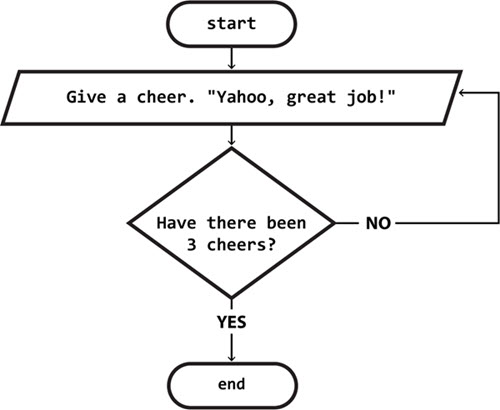 start
Give a cheer. "Yahoo, great job!"
Have there been
3 cheers?
NO
YES
end